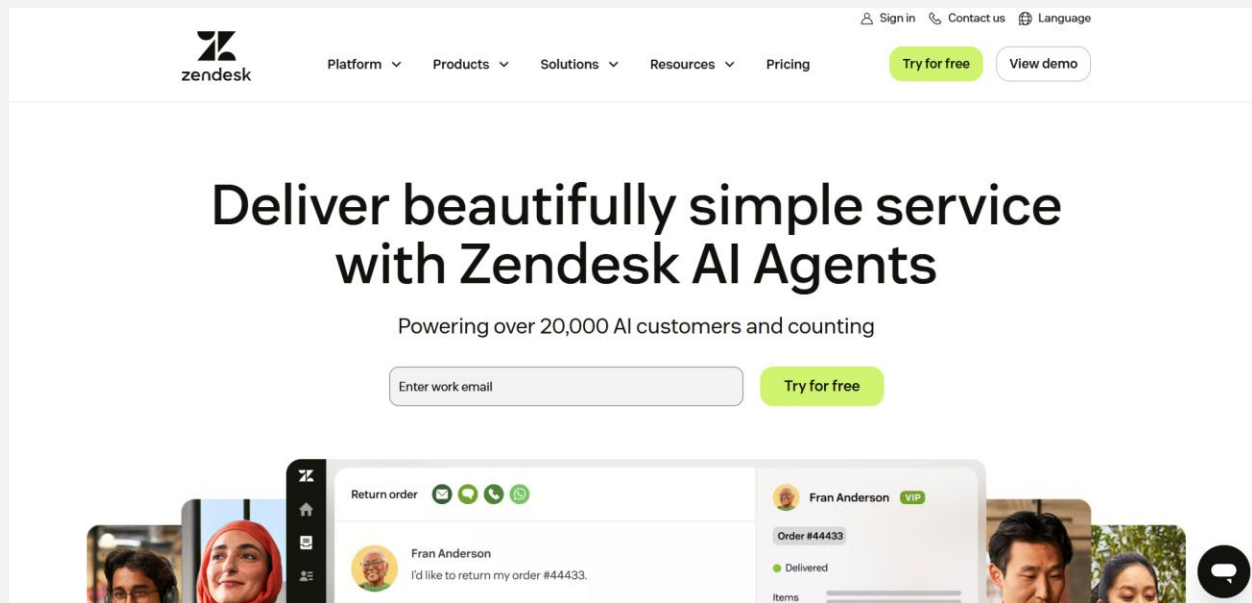 Sign in Contact us Language
zendesk
Platform Products Solutions Resources Pricing Try for free View demo
Deliver beautifully simple service
with Zendesk AI Agents
Powering over 20,000 AI customers and counting
Enter work email Try for free
Return order
Fran Anderson
I'd like to return my order #44433.
Fran Anderson VIP
Order #44433
Delivered
Items